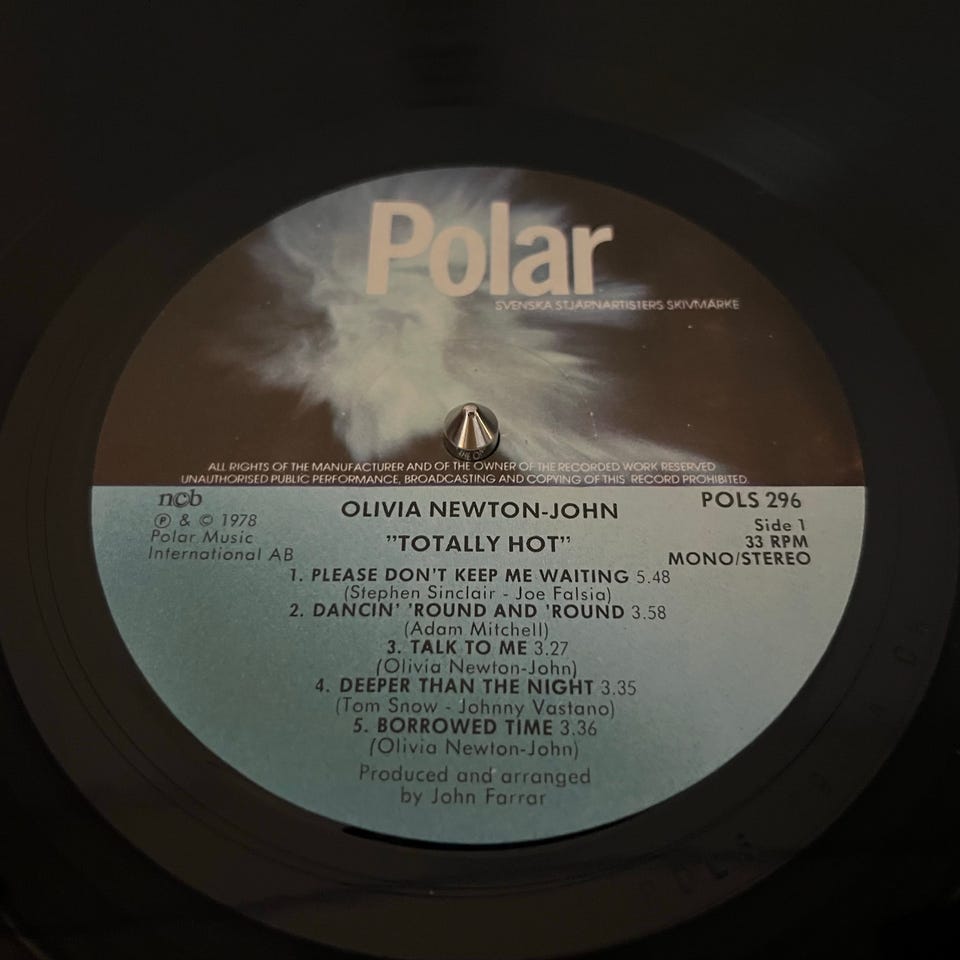 Polar
SVENSKA STJÄRNARTISTERS SKIVMÄRKE
ALL RIGHTS OF THE MANUFACTURER AND OF THE OWNER OF THE RECORDED WORK RESERVED
UNAUTHORISED PUBLIC PERFORMANCE, BROADCASTING AND COPYING OF THIS RECORD PROHIBITED.
ncb
Ⓟ & © 1978
Polar Music
International AB
OLIVIA NEWTON-JOHN
"TOTALLY HOT"
POLS 296
Side 1
33 RPM
MONO/STEREO
1. PLEASE DON'T KEEP ME WAITING 5.48
(Stephen Sinclair - Joe Falsia)
2. DANCIN' 'ROUND AND 'ROUND 3.58
(Adam Mitchell)
3. TALK TO ME 3.27
(Olivia Newton-John)
4. DEEPER THAN THE NIGHT 3.35
(Tom Snow - Johnny Vastano)
5. BORROWED TIME 3.36
(Olivia Newton-John)
Produced and arranged
by John Farrar